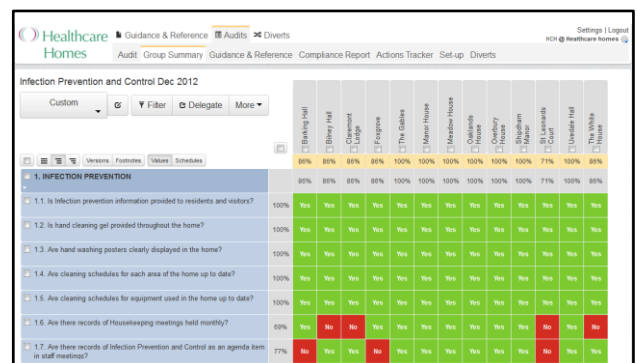 Healthcare Homes
Guidance & Reference Audits Diverts
Settings | Logout
HCH @ Healthcare homes
Audit Group Summary Guidance & Reference Compliance Report Actions Tracker Set-up Diverts
Infection Prevention and Control Dec 2012
Custom Filter Delegate More
Barking Hall
Bilney Hall
Claremont Lodge
Foxgrove
The Gables
Manor House
Meadow House
Oaklands House
Overbury House
Shipdham Manor
St Leonards Court
Uvedale Hall
The White House
Versions Footnotes Values Schedules
86% 86% 86% 86% 100% 100% 100% 100% 100% 100% 71% 100% 86%
1. INFECTION PREVENTION 86% 86% 86% 86% 100% 100% 100% 100% 100% 100% 71% 100% 86%
1.1. Is Infection prevention information provided to residents and visitors? 100% Yes Yes Yes Yes Yes Yes Yes Yes Yes Yes Yes Yes Yes
1.2. Is hand cleaning gel provided throughout the home? 100% Yes Yes Yes Yes Yes Yes Yes Yes Yes Yes Yes Yes Yes
1.3. Are hand washing posters clearly displayed in the home? 100% Yes Yes Yes Yes Yes Yes Yes Yes Yes Yes Yes Yes Yes
1.4. Are cleaning schedules for each area of the home up to date? 100% Yes Yes Yes Yes Yes Yes Yes Yes Yes Yes Yes Yes Yes
1.5. Are cleaning schedules for equipment used in the home up to date? 100% Yes Yes Yes Yes Yes Yes Yes Yes Yes Yes Yes Yes Yes
1.6. Are there records of Housekeeping meetings held monthly? 69% Yes No No Yes Yes Yes Yes Yes Yes Yes No Yes No
1.7. Are there records of Infection Prevention and Control as an agenda item in staff meetings? 77% No Yes Yes No Yes Yes Yes Yes Yes Yes No Yes Yes